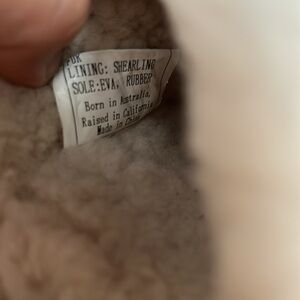 LINING: SHEARLING
SOLE:EVA, RUBBER
Born in Australia,
Raised in California
Made in China